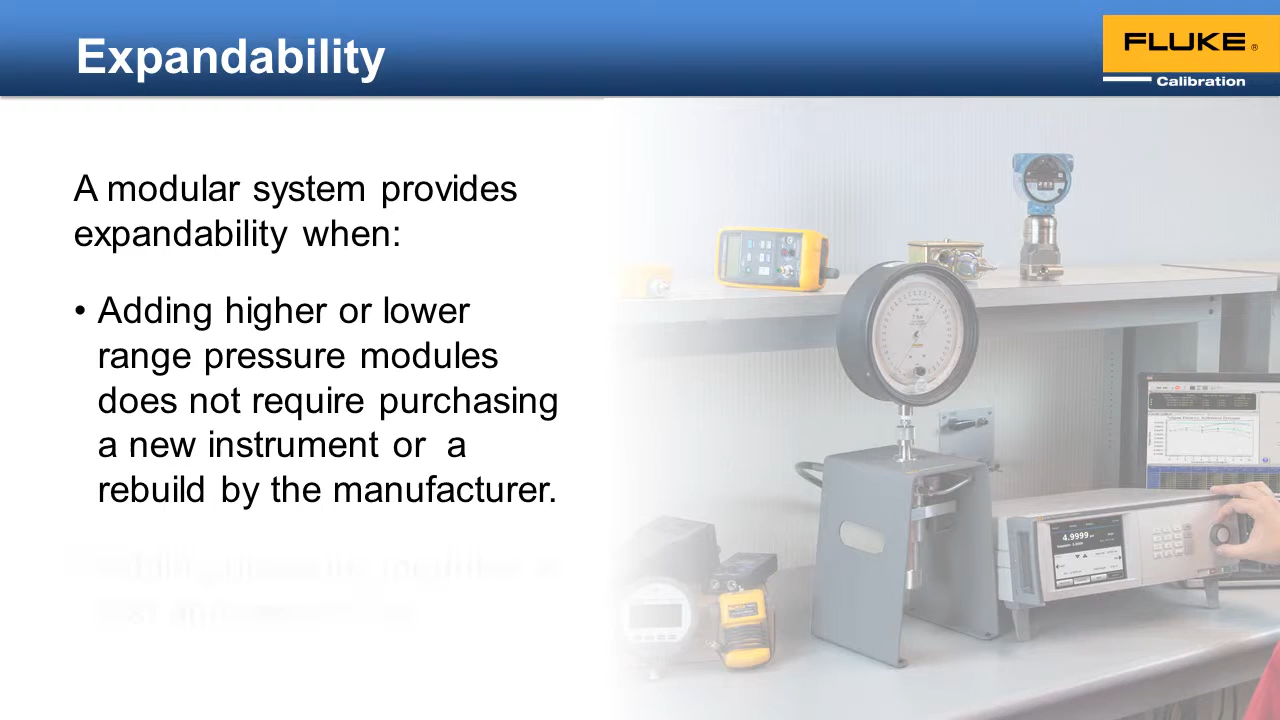 Expandability
FLUKE ®
Calibration
A modular system provides
expandability when:
• Adding higher or lower
range pressure modules
does not require purchasing
a new instrument or a
rebuild by the manufacturer.
4.9999